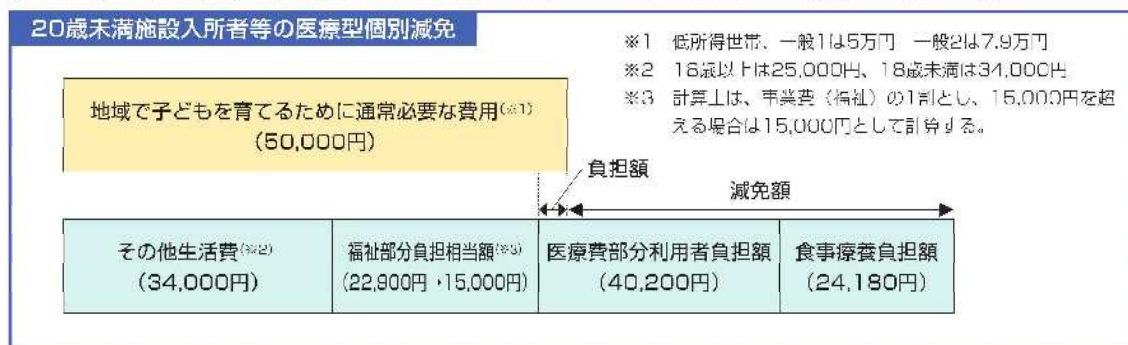 20歳未満施設入所者等の医療型個別減免
※1 低所得世帯、一般1は5万円 一般2は7.9万円
※2 18歳以上は25,000円、18歳未満は34,000円
※3 計算上は、事業費（福祉）の1割とし、15,000円を超
える場合は15,000円として計算する。
地域で子どもを育てるために通常必要な費用(※1)
(50,000円)
負担額
減免額
その他生活費(※2)
(34,000円)
福祉部分負担相当額(※3)
(22,900円・15,000円)
医療費部分利用者負担額
(40,200円)
食事療養負担額
(24,180円)